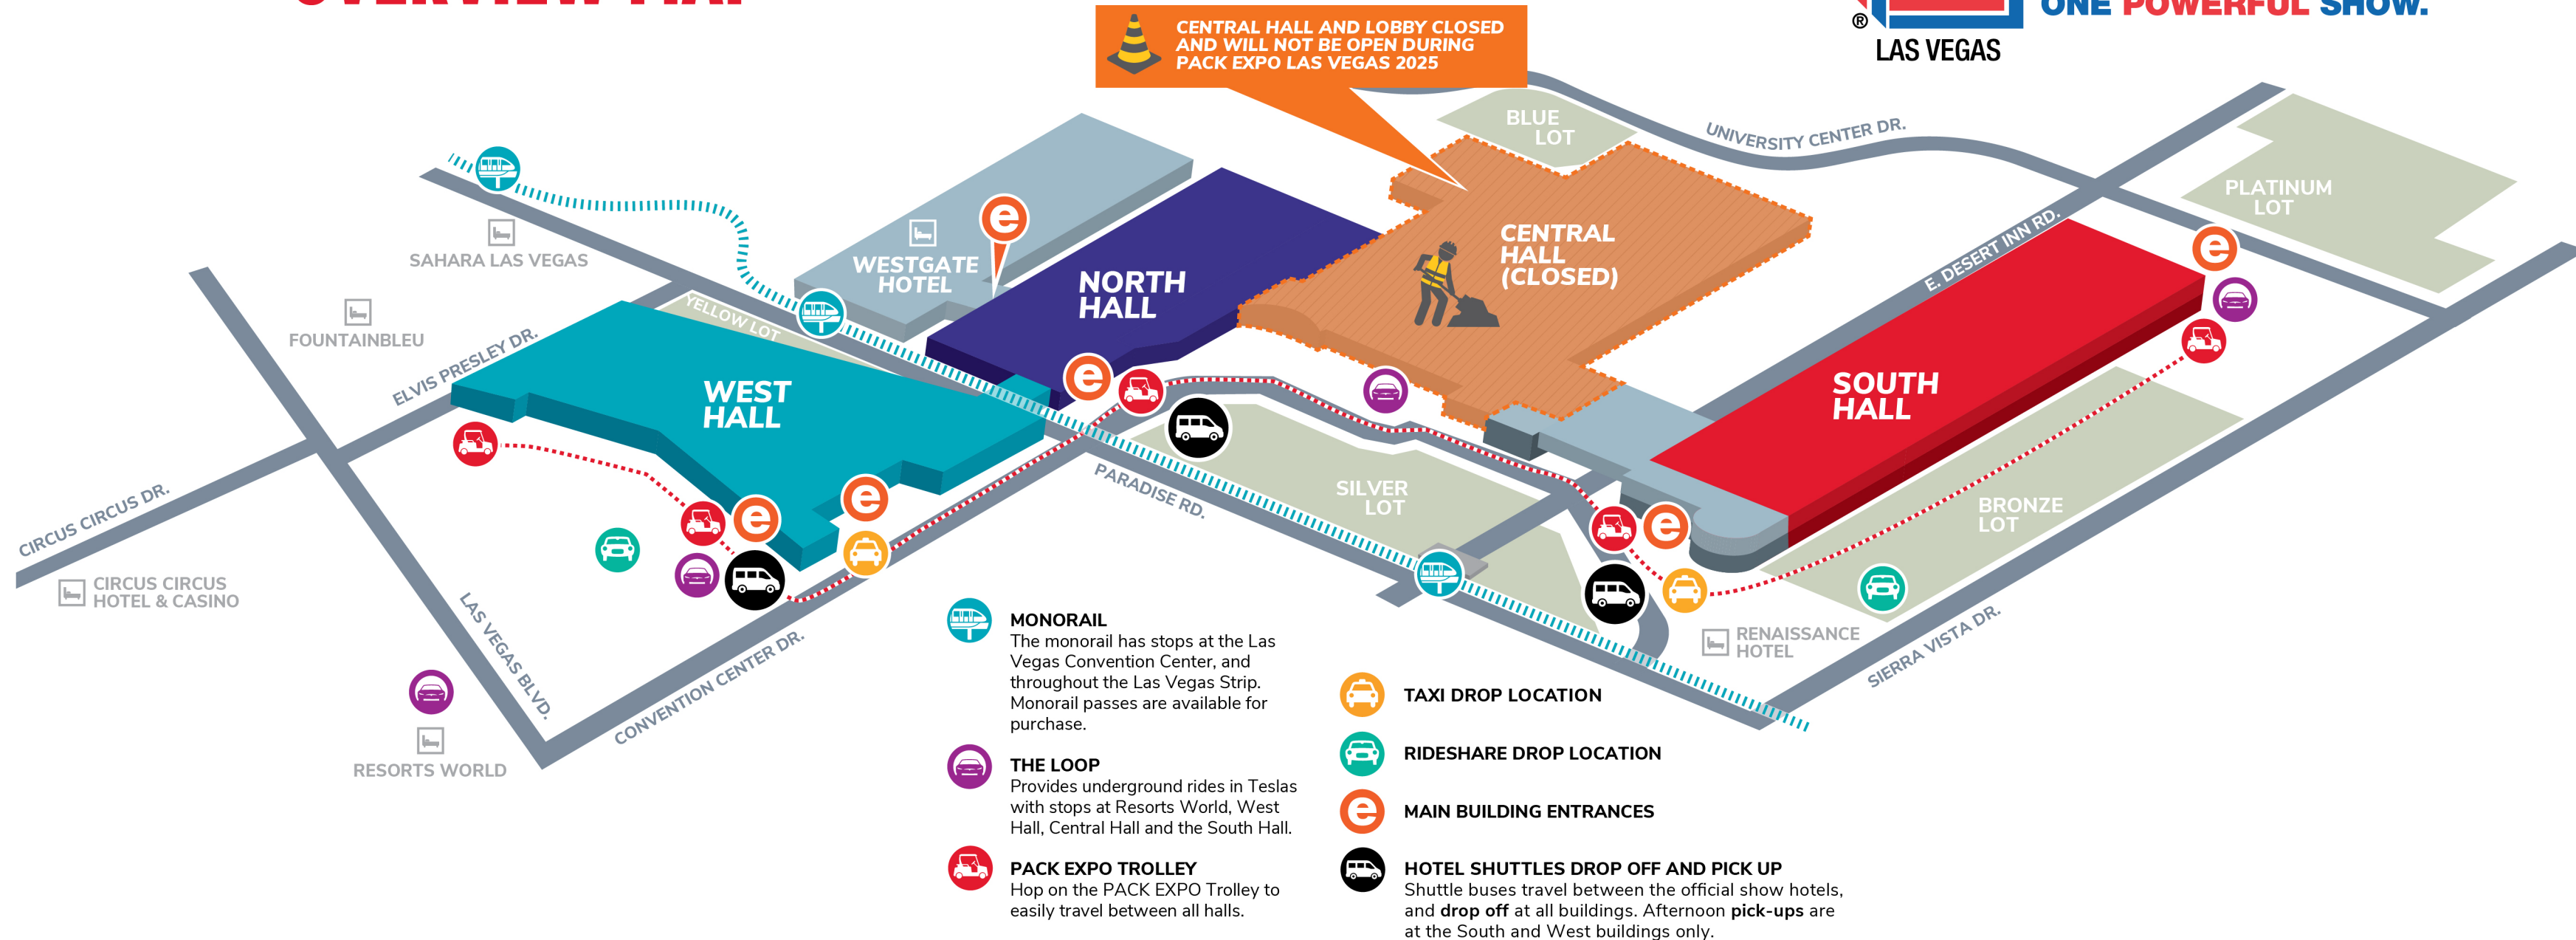 OVERVIEW MAP
ONE POWERFUL SHOW.
®
LAS VEGAS
CENTRAL HALL AND LOBBY CLOSED
AND WILL NOT BE OPEN DURING
PACK EXPO LAS VEGAS 2025
BLUE
LOT
UNIVERSITY CENTER DR.
PLATINUM
LOT
SAHARA LAS VEGAS
WESTGATE
HOTEL
e
NORTH
HALL
CENTRAL
HALL
(CLOSED)
E. DESERT INN RD.
e
FOUNTAINBLEU
YELLOW LOT
ELVIS PRESLEY DR.
WEST
HALL
e
SOUTH
HALL
CIRCUS CIRCUS DR.
PARADISE RD.
SILVER
LOT
BRONZE
LOT
e
e
e
CIRCUS CIRCUS
HOTEL & CASINO
LAS VEGAS BLVD.
CONVENTION CENTER DR.
RENAISSANCE
HOTEL
SIERRA VISTA DR.
RESORTS WORLD
MONORAIL
The monorail has stops at the Las
Vegas Convention Center, and
throughout the Las Vegas Strip.
Monorail passes are available for
purchase.
THE LOOP
Provides underground rides in Teslas
with stops at Resorts World, West
Hall, Central Hall and the South Hall.
PACK EXPO TROLLEY
Hop on the PACK EXPO Trolley to
easily travel between all halls.
TAXI DROP LOCATION
RIDESHARE DROP LOCATION
e
MAIN BUILDING ENTRANCES
HOTEL SHUTTLES DROP OFF AND PICK UP
Shuttle buses travel between the official show hotels,
and drop off at all buildings. Afternoon pick-ups are
at the South and West buildings only.